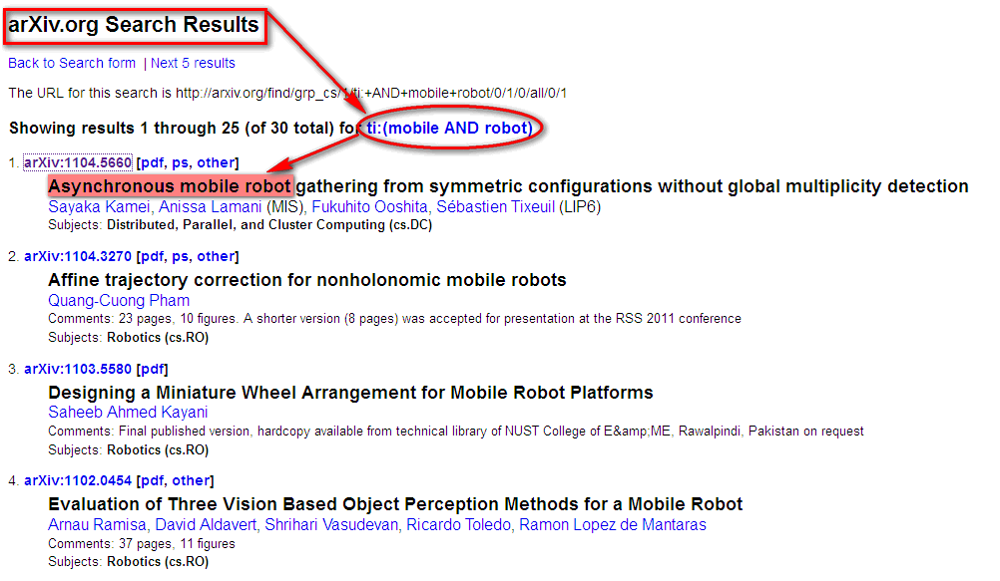 arXiv.org Search Results
Back to Search form | Next 5 results
The URL for this search is http://arxiv.org/find/grp_cs/1/ti:+AND+mobile+robot/0/1/0/all/0/1
Showing results 1 through 25 (of 30 total) for ti:(mobile AND robot)
1. arXiv:1104.5660 [pdf, ps, other]
Asynchronous mobile robot gathering from symmetric configurations without global multiplicity detection
Sayaka Kamei, Anissa Lamani (MIS), Fukuhito Ooshita, Sébastien Tixeuil (LIP6)
Subjects: Distributed, Parallel, and Cluster Computing (cs.DC)
2. arXiv:1104.3270 [pdf, ps, other]
Affine trajectory correction for nonholonomic mobile robots
Quang-Cuong Pham
Comments: 23 pages, 10 figures. A shorter version (8 pages) was accepted for presentation at the RSS 2011 conference
Subjects: Robotics (cs.RO)
3. arXiv:1103.5580 [pdf]
Designing a Miniature Wheel Arrangement for Mobile Robot Platforms
Saheeb Ahmed Kayani
Comments: Final published version, hardcopy available from technical library of NUST College of E&amp;ME, Rawalpindi, Pakistan on request
Subjects: Robotics (cs.RO)
4. arXiv:1102.0454 [pdf, other]
Evaluation of Three Vision Based Object Perception Methods for a Mobile Robot
Arnau Ramisa, David Aldavert, Shrihari Vasudevan, Ricardo Toledo, Ramon Lopez de Mantaras
Comments: 37 pages, 11 figures
Subjects: Robotics (cs.RO)